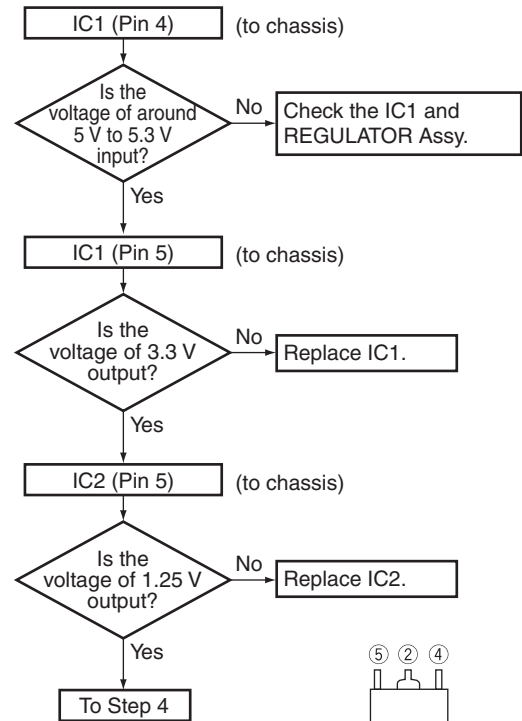 IC1 (Pin 4) (to chassis)
Is the
voltage of around
5 V to 5.3 V
input?
No
Check the IC1 and
REGULATOR Assy.
Yes
IC1 (Pin 5) (to chassis)
Is the
voltage of 3.3 V
output?
No
Replace IC1.
Yes
IC2 (Pin 5) (to chassis)
Is the
voltage of 1.25 V
output?
No
Replace IC2.
Yes
To Step 4
⑤ ② ④